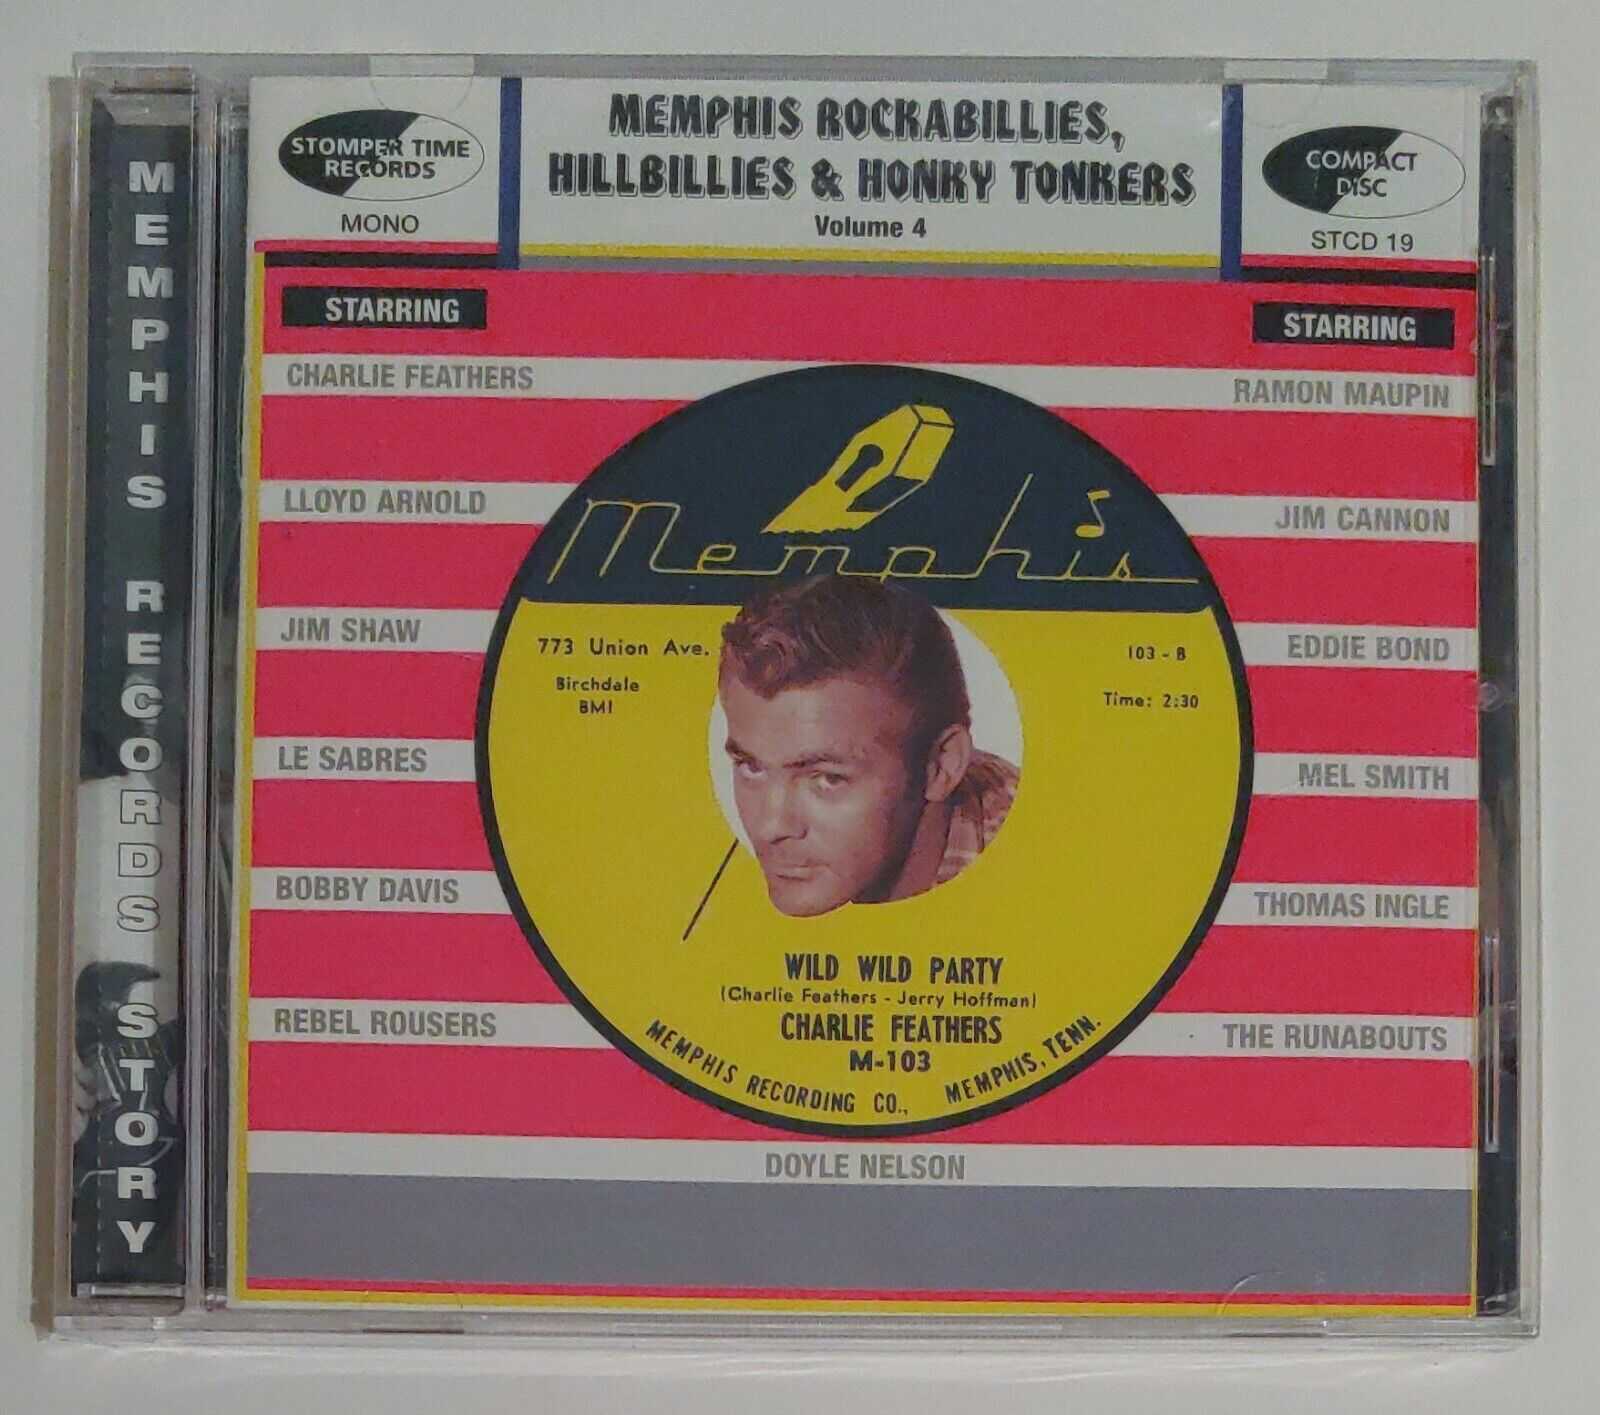 MEMPHIS RECORDS STORY
STOMPER TIME
RECORDS
MONO
MEMPHIS ROCKABILLIES,
HILLBILLIES & HONKY TONKERS
Volume 4
COMPACT
DISC
STCD 19
STARRING
STARRING
CHARLIE FEATHERS
RAMON MAUPIN
LLOYD ARNOLD
JIM CANNON
JIM SHAW
EDDIE BOND
LE SABRES
MEL SMITH
BOBBY DAVIS
THOMAS INGLE
REBEL ROUSERS
THE RUNABOUTS
DOYLE NELSON
Memphis
773 Union Ave.
Birchdale
BMI
103 - B
Time: 2:30
WILD WILD PARTY
(Charlie Feathers - Jerry Hoffman)
CHARLIE FEATHERS
M-103
MEMPHIS RECORDING CO., MEMPHIS, TENN.